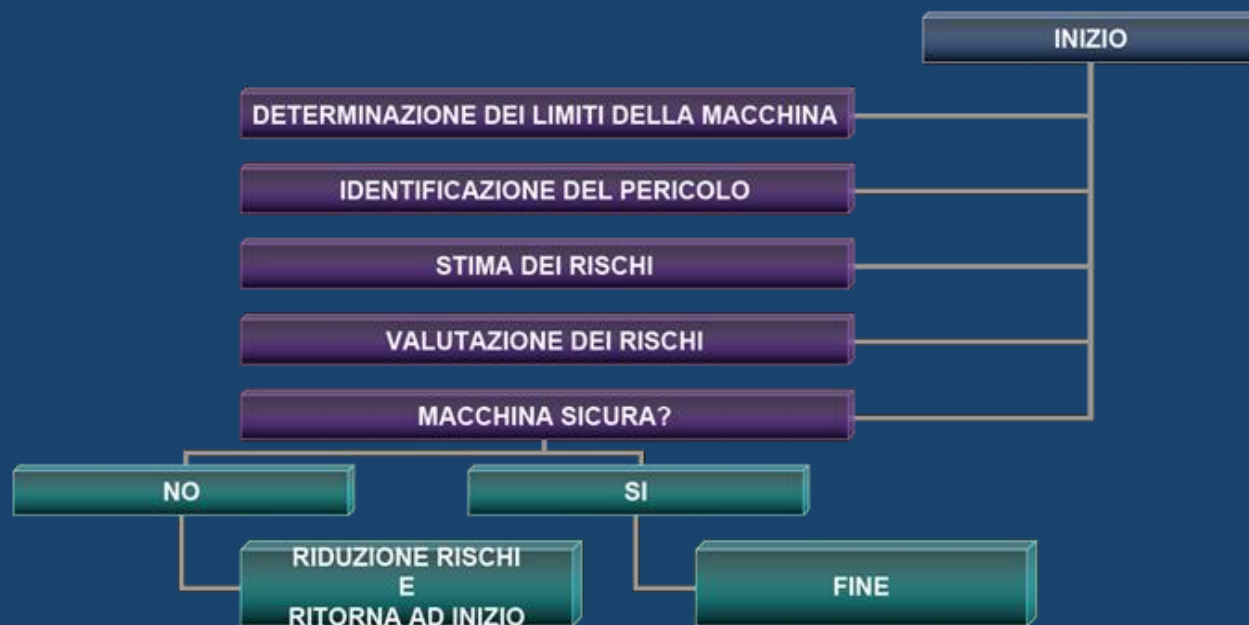 INIZIO
DETERMINAZIONE DEI LIMITI DELLA MACCHINA
IDENTIFICAZIONE DEL PERICOLO
STIMA DEI RISCHI
VALUTAZIONE DEI RISCHI
MACCHINA SICURA?
NO
SI
RIDUZIONE RISCHI
E
RITORNA AD INIZIO
FINE